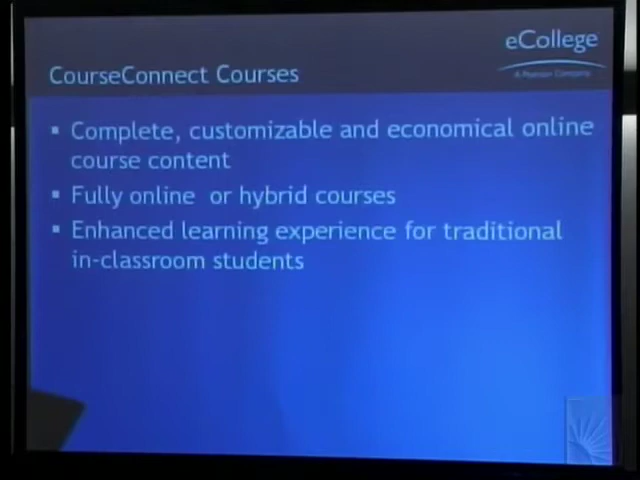 eCollege
A Pearson Company
CourseConnect Courses
▪ Complete, customizable and economical online
course content
▪ Fully online or hybrid courses
▪ Enhanced learning experience for traditional
in-classroom students